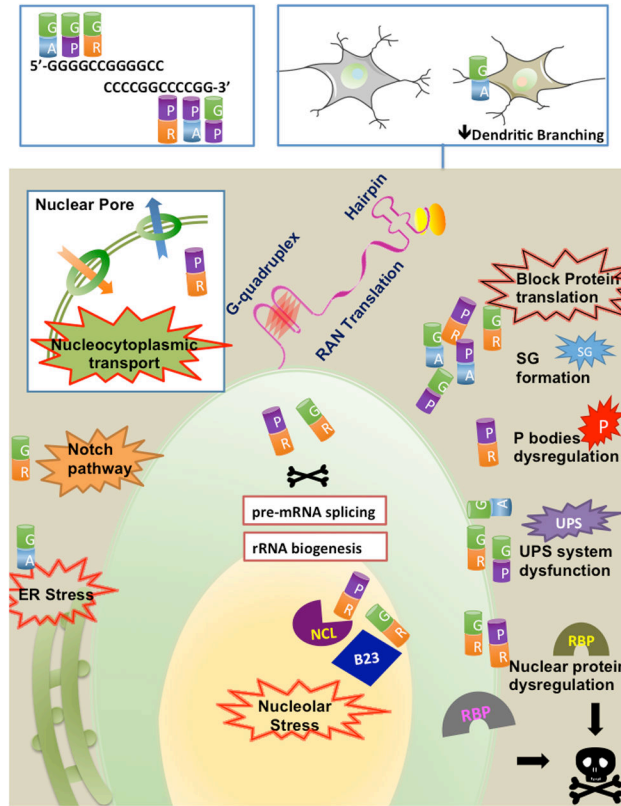 G G G
A P R
5’-GGGGCCGGGGCC
CCCCGGCCCCGG-3’
P P G
R A P
G
A
↓Dendritic Branching
Nuclear Pore
P
R
Nucleocytoplasmic
transport
G-quadruplex
RAN Translation
Hairpin
Block Protein
translation
P
R
G
R
G
A
P
A
G
P
SG
formation
SG
P
R
P bodies
dysregulation
P
G
R
Notch
pathway
P
R
G
R
pre-mRNA splicing
rRNA biogenesis
G
A
UPS
G
R
G
P
UPS system
dysfunction
G
A
ER Stress
P
R
G
R
NCL
B23
Nucleolar
Stress
G
R
P
R
RBP
Nuclear protein
dysregulation
RBP